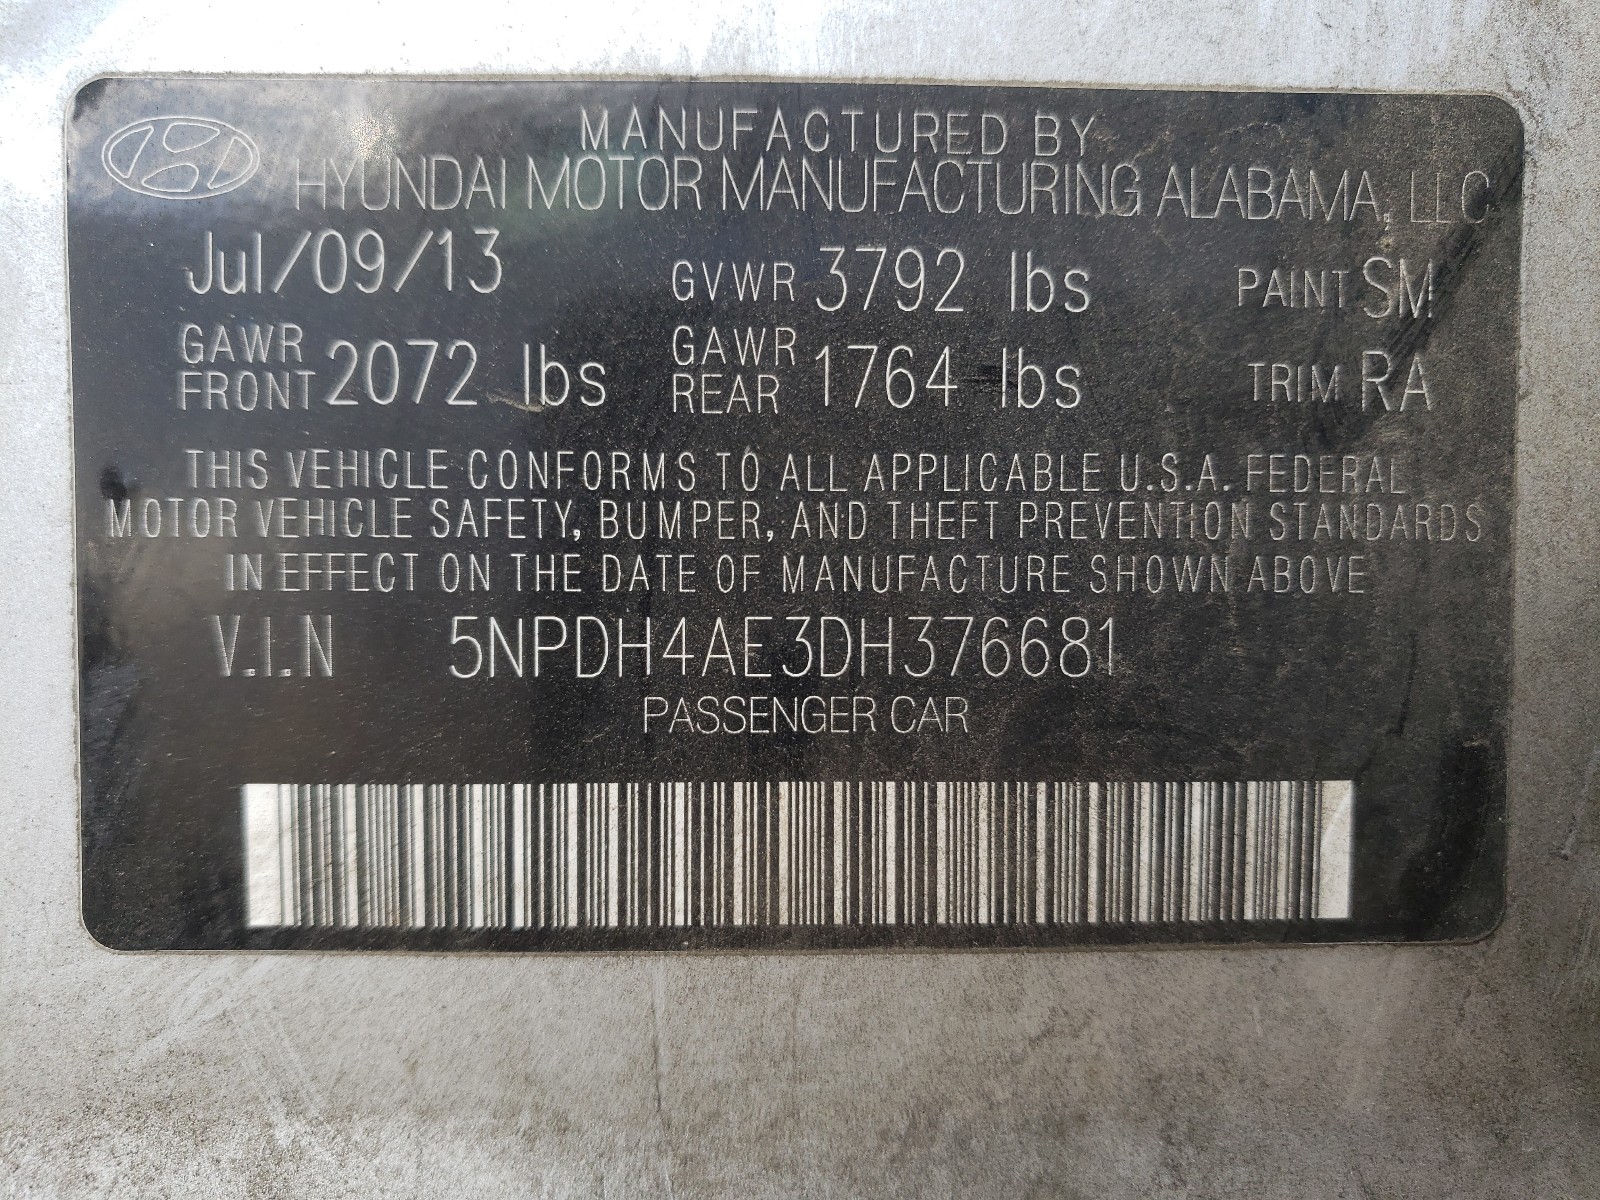 MANUFACTURED BY
HYUNDAI MOTOR MANUFACTURING ALABAMA, LLC
Jul/09/13 GVWR 3792 lbs PAINT SM
GAWR FRONT 2072 lbs GAWR REAR 1764 lbs TRIM RA
THIS VEHICLE CONFORMS TO ALL APPLICABLE U.S.A. FEDERAL
MOTOR VEHICLE SAFETY, BUMPER, AND THEFT PREVENTION STANDARDS
IN EFFECT ON THE DATE OF MANUFACTURE SHOWN ABOVE
V.I.N 5NPDH4AE3DH376681
PASSENGER CAR